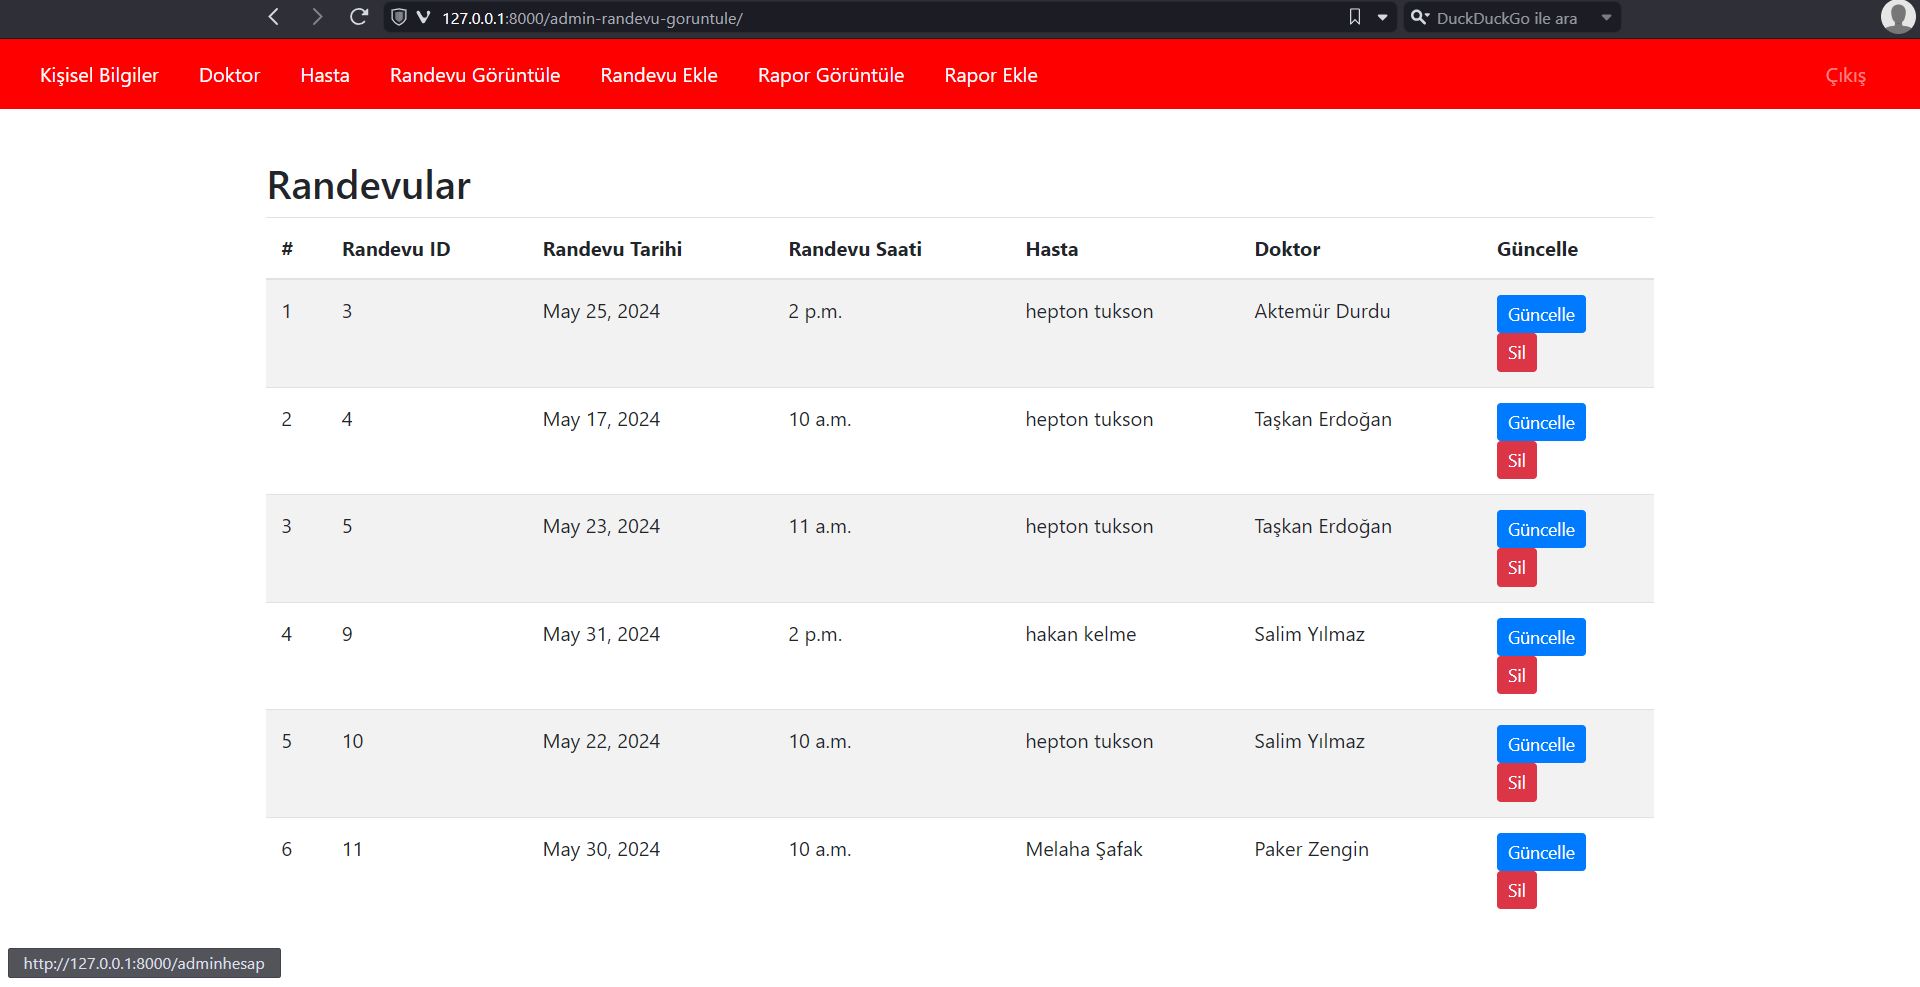 127.0.0.1:8000/admin-randevu-goruntule/ DuckDuckGo ile ara
Kişisel Bilgiler Doktor Hasta Randevu Görüntüle Randevu Ekle Rapor Görüntüle Rapor Ekle Çıkış
Randevular
# Randevu ID Randevu Tarihi Randevu Saati Hasta Doktor Güncelle
1 3 May 25, 2024 2 p.m. hepton tukson Aktemür Durdu Güncelle
Sil
2 4 May 17, 2024 10 a.m. hepton tukson Taşkan Erdoğan Güncelle
Sil
3 5 May 23, 2024 11 a.m. hepton tukson Taşkan Erdoğan Güncelle
Sil
4 9 May 31, 2024 2 p.m. hakan kelme Salim Yılmaz Güncelle
Sil
5 10 May 22, 2024 10 a.m. hepton tukson Salim Yılmaz Güncelle
Sil
6 11 May 30, 2024 10 a.m. Melaha Şafak Paker Zengin Güncelle
Sil
http://127.0.0.1:8000/adminhesap